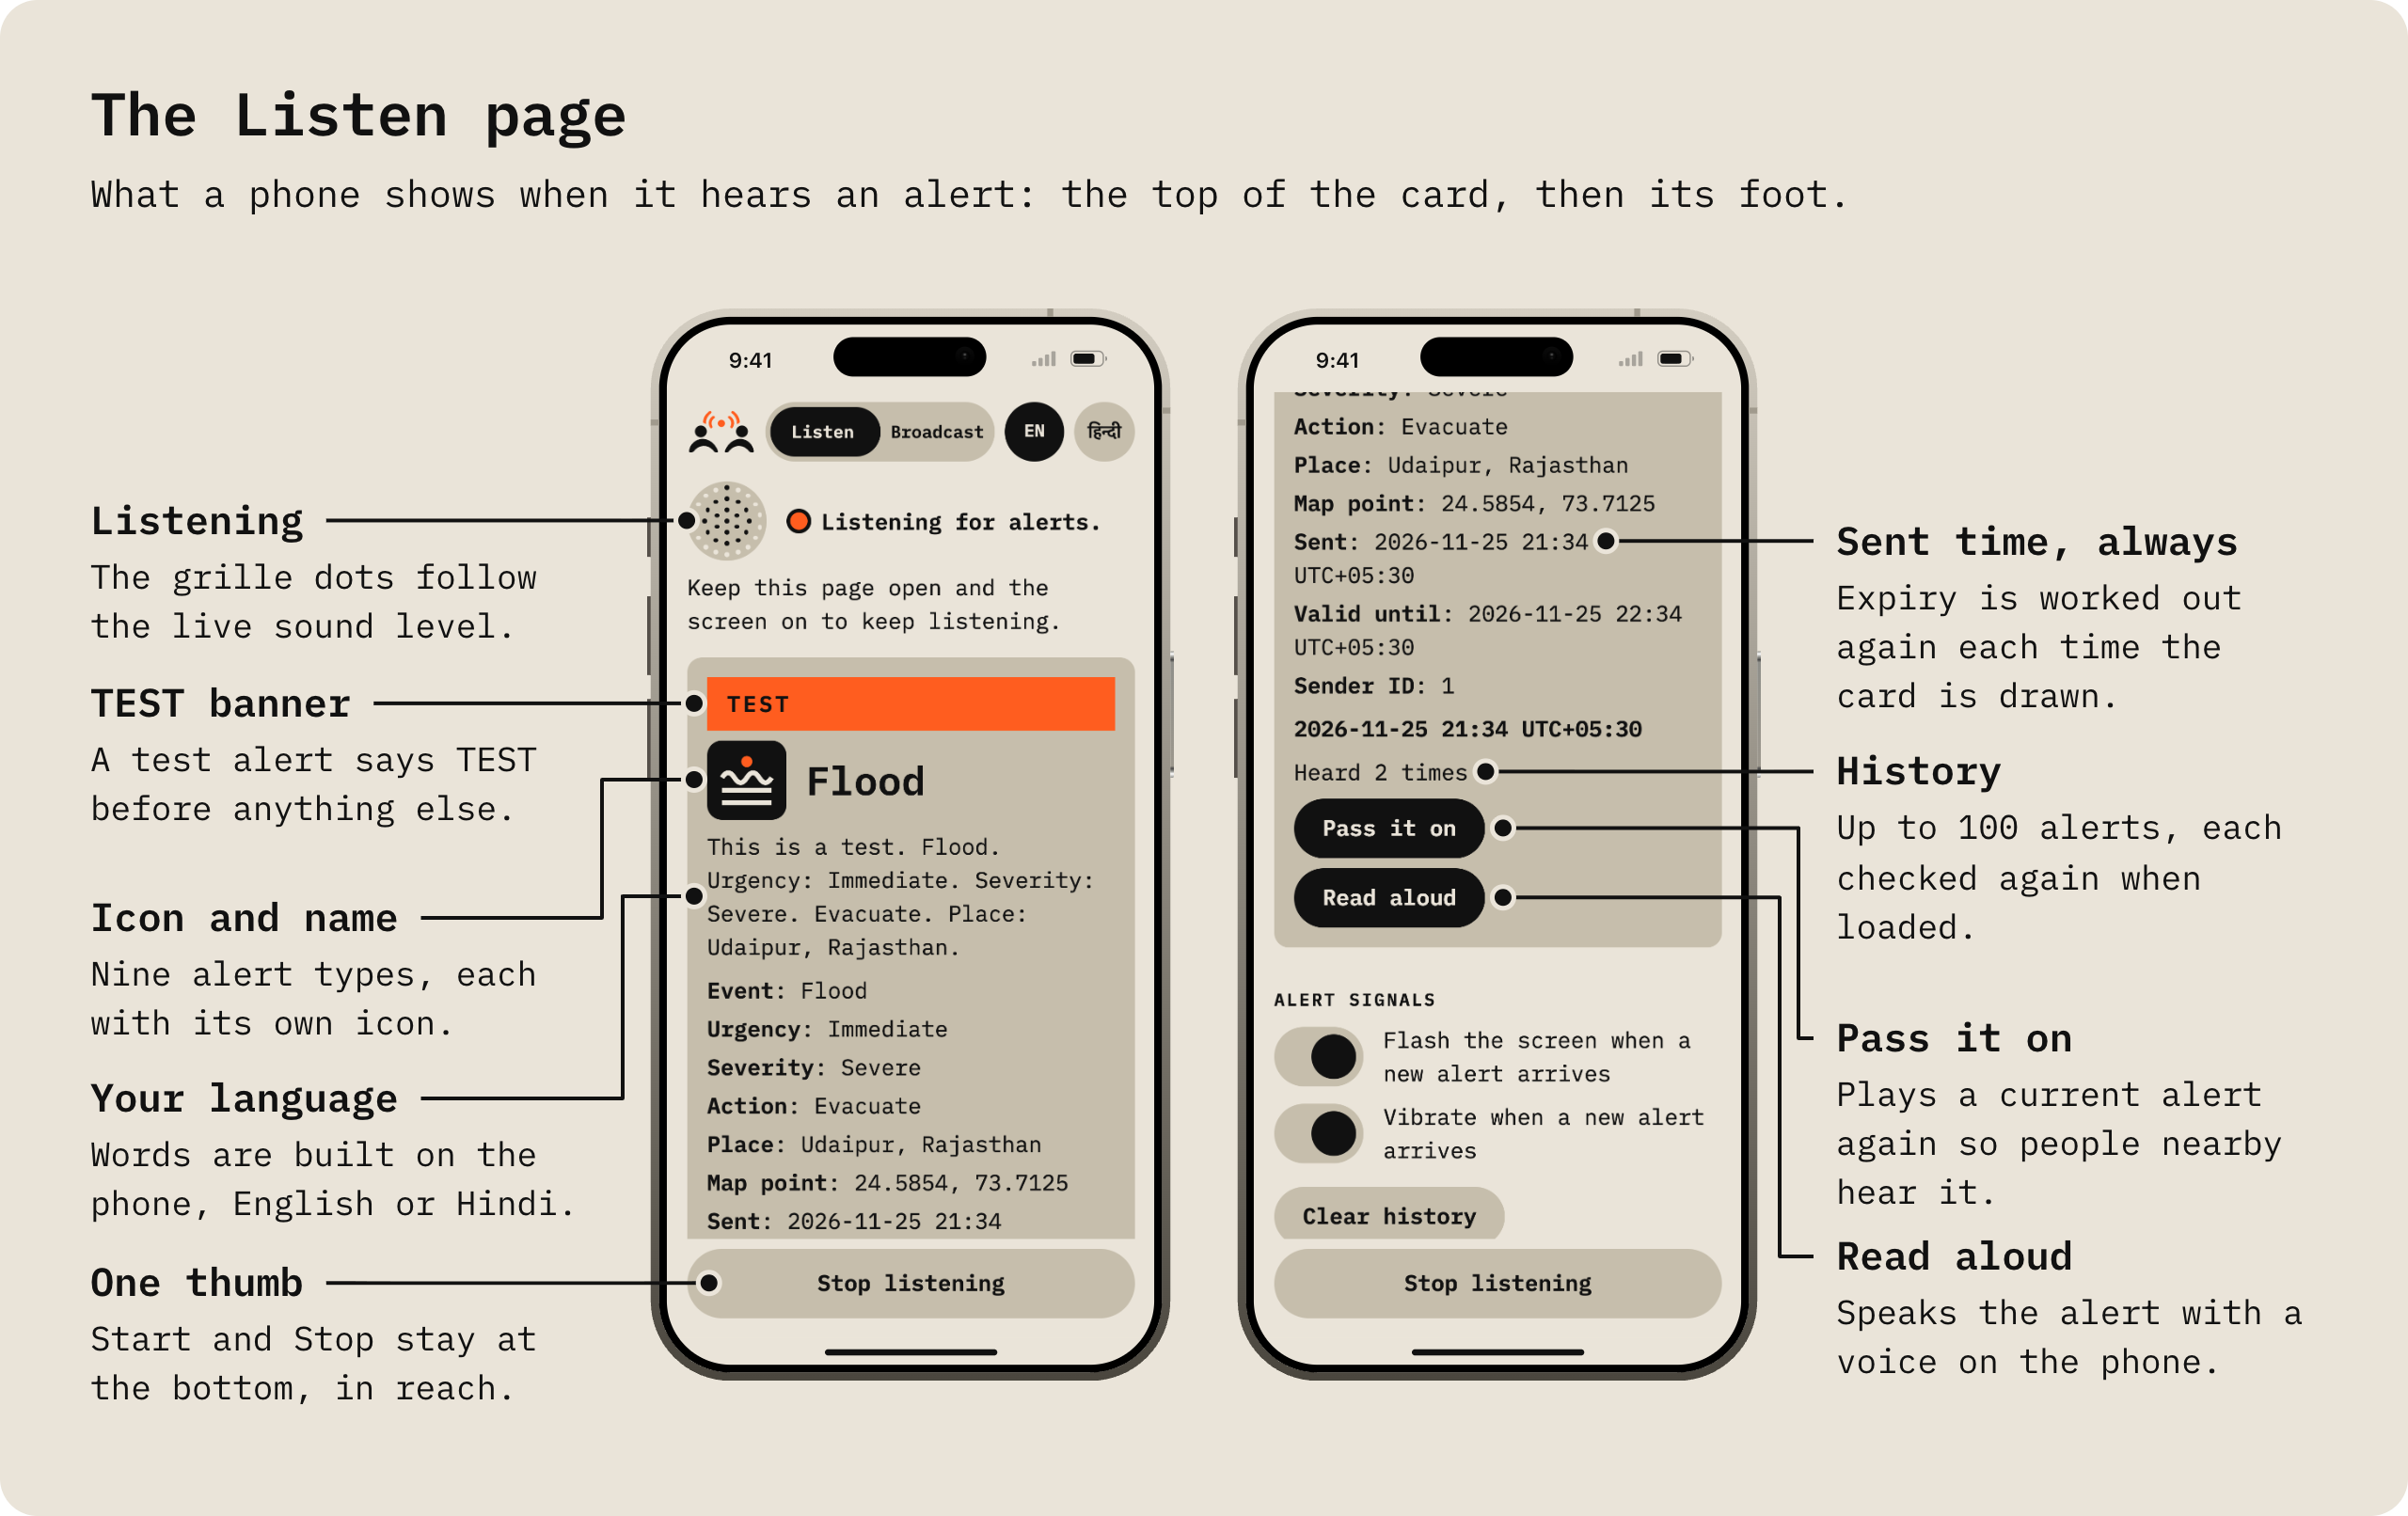 The Listen page
What a phone shows when it hears an alert: the top of the card, then its foot.
Listening
The grille dots follow
the live sound level.
TEST banner
A test alert says TEST
before anything else.
Icon and name
Nine alert types, each
with its own icon.
Your language
Words are built on the
phone, English or Hindi.
One thumb
Start and Stop stay at
the bottom, in reach.
9:41
Listen Broadcast EN हिन्दी
Listening for alerts.
Keep this page open and the
screen on to keep listening.
TEST
Flood
This is a test. Flood.
Urgency: Immediate. Severity:
Severe. Evacuate. Place:
Udaipur, Rajasthan.
Event: Flood
Urgency: Immediate
Severity: Severe
Action: Evacuate
Place: Udaipur, Rajasthan
Map point: 24.5854, 73.7125
Sent: 2026-11-25 21:34
Stop listening
9:41
Severity: Severe
Action: Evacuate
Place: Udaipur, Rajasthan
Map point: 24.5854, 73.7125
Sent: 2026-11-25 21:34
UTC+05:30
Valid until: 2026-11-25 22:34
UTC+05:30
Sender ID: 1
2026-11-25 21:34 UTC+05:30
Heard 2 times
Pass it on
Read aloud
ALERT SIGNALS
Flash the screen when a
new alert arrives
Vibrate when a new alert
arrives
Clear history
Stop listening
Sent time, always
Expiry is worked out
again each time the
card is drawn.
History
Up to 100 alerts, each
checked again when
loaded.
Pass it on
Plays a current alert
again so people nearby
hear it.
Read aloud
Speaks the alert with a
voice on the phone.